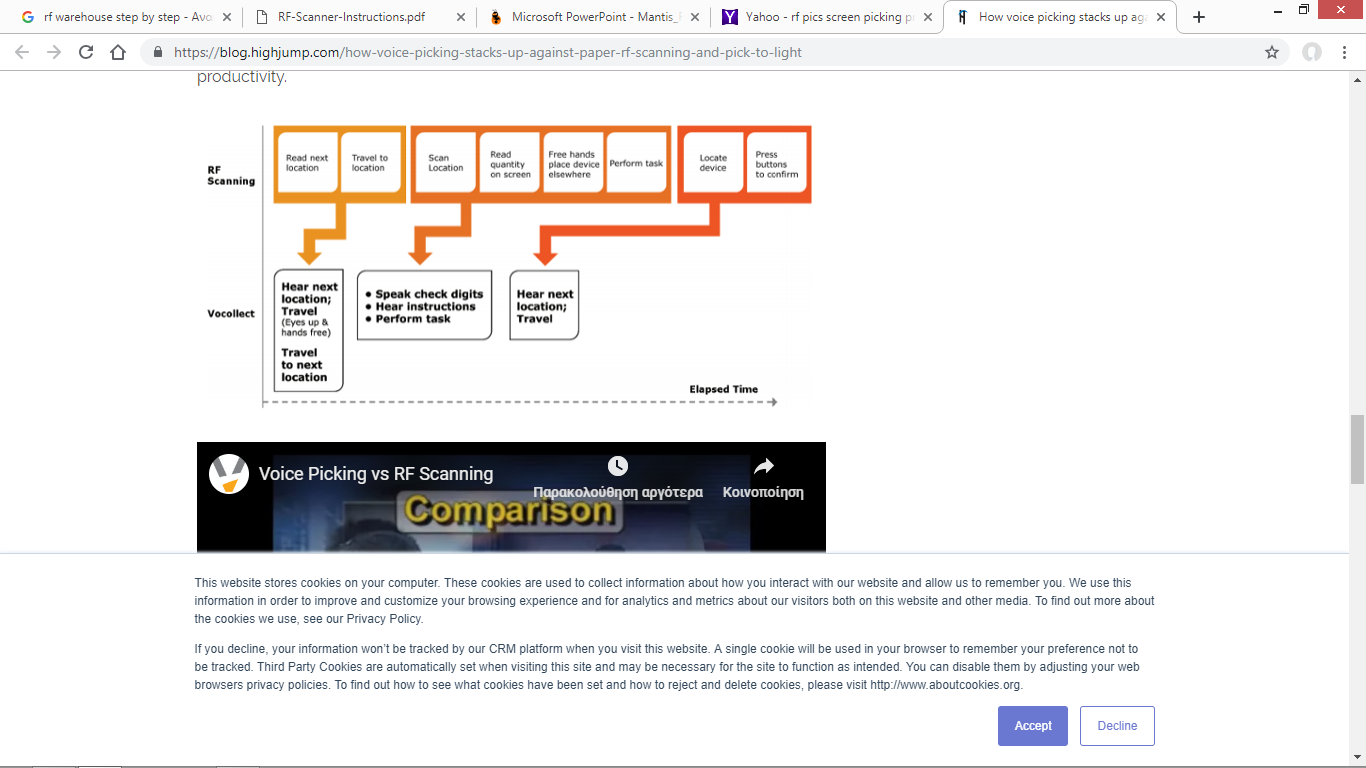 rf warehouse step by step - Ανα
RF-Scanner-Instructions.pdf
Microsoft PowerPoint - Mantis_
Yahoo - rf pics screen picking pr
How voice picking stacks up aga
https://blog.highjump.com/how-voice-picking-stacks-up-against-paper-rf-scanning-and-pick-to-light
productivity.
RF
Scanning
Read next
location
Travel to
location
Scan
Location
Read
quantity
on screen
Free hands
place device
elsewhere
Perform task
Locate
device
Press
buttons
to confirm
Vocollect
Hear next
location;
Travel
(Eyes up &
hands free)
Travel
to next
location
• Speak check digits
• Hear instructions
• Perform task
Hear next
location;
Travel
Elapsed Time
Voice Picking vs RF Scanning
Παρακολούθηση αργότερα
Κοινοποίηση
Comparison
This website stores cookies on your computer. These cookies are used to collect information about how you interact with our website and allow us to remember you. We use this
information in order to improve and customize your browsing experience and for analytics and metrics about our visitors both on this website and other media. To find out more about
the cookies we use, see our Privacy Policy.
If you decline, your information won't be tracked by our CRM platform when you visit this website. A single cookie will be used in your browser to remember your preference not to
be tracked. Third Party Cookies are automatically set when visiting this site and may be necessary for the site to function as intended. You can disable them by adjusting your web
browsers privacy policies. To find out how to see what cookies have been set and how to reject and delete cookies, please visit http://www.aboutcookies.org.
Accept
Decline